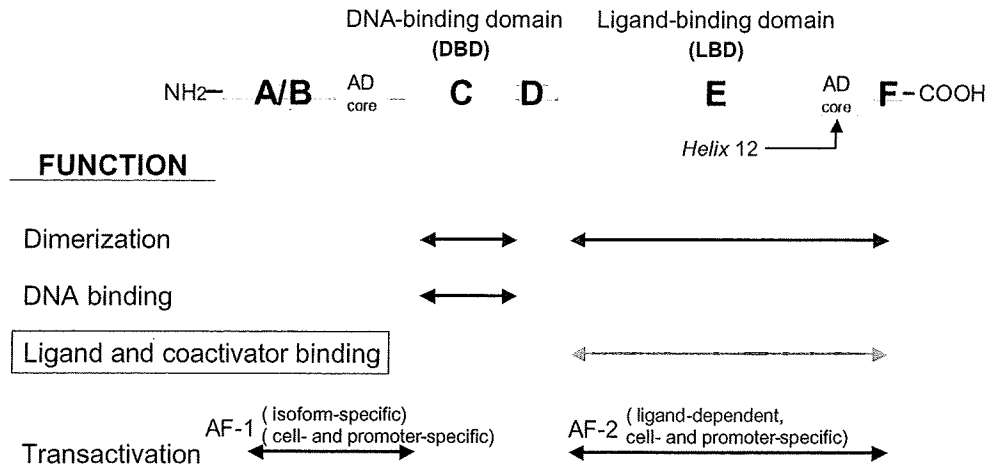 DNA-binding domain
(DBD)
Ligand-binding domain
(LBD)
NH2 A/B AD core C D E AD core F-COOH
Helix 12
FUNCTION
Dimerization
DNA binding
Ligand and coactivator binding
Transactivation
AF-1 ( isoform-specific)
( cell- and promoter-specific)
AF-2 ( ligand-dependent,
cell- and promoter-specific)